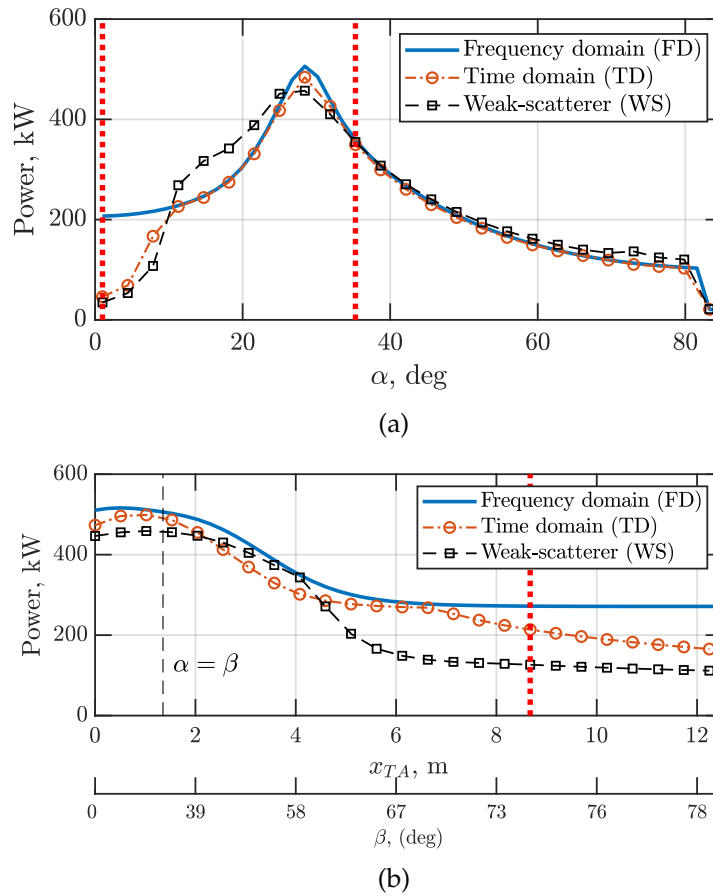 600
400
200
0
Power, kW
Frequency domain (FD)
Time domain (TD)
Weak-scatterer (WS)
0 20 40 60 80
α, deg
(a)
600
400
200
0
Power, kW
Frequency domain (FD)
Time domain (TD)
Weak-scatterer (WS)
α = β
0 2 4 6 8 10 12
x_{TA}, m
0 39 58 67 73 76 78
β, (deg)
(b)